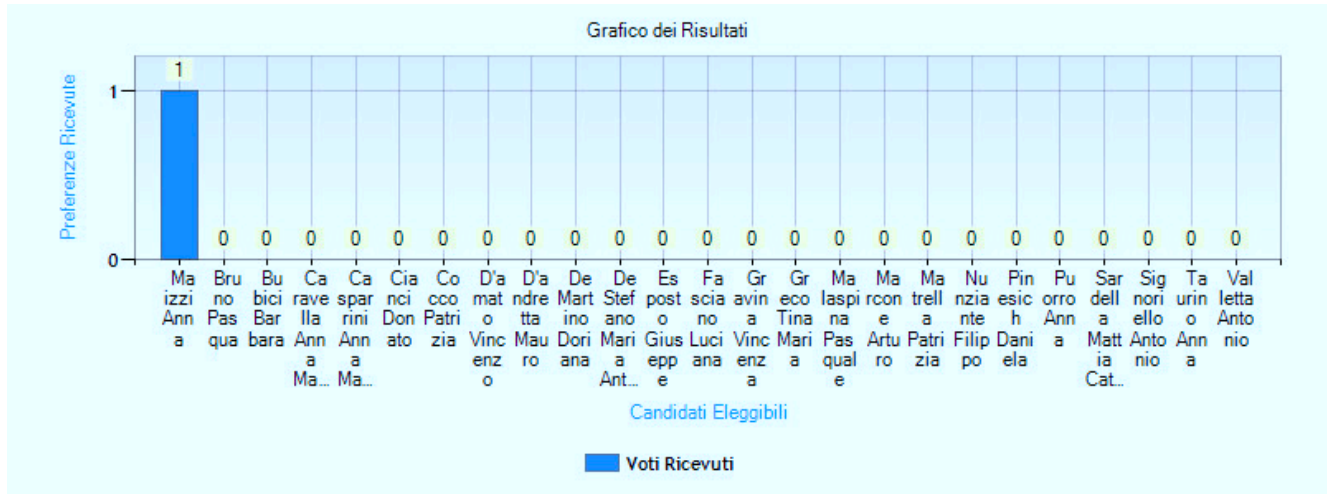 Grafico dei Risultati
Preferenze Ricevute
1
0
1
0 0 0 0 0 0 0 0 0 0 0 0 0 0 0 0 0 0 0 0 0 0 0 0
Ma
izzi
Ann
a
Bru
no
Pas
qua
Bu
bici
Bar
bara
Ca
rave
lla
Ann
a
Ma...
Ca
spar
rini
Ann
a
Ma...
Cia
nci
Don
ato
Co
cco
Patri
zia
D'a
mat
o
Vinc
enz
o
D'a
ndre
tta
Mau
ro
De
Mart
ino
Dori
ana
De
Stef
ano
Mari
a
Ant...
Es
post
o
Gius
epp
e
Fa
scia
no
Luci
ana
Gr
avin
a
Vinc
enz
a
Gr
eco
Tina
Mari
a
Ma
laspi
na
Pas
qual
e
Ma
rcon
e
Artu
ro
Ma
trell
a
Patri
zia
Nu
nzia
nte
Filip
po
Pin
esic
h
Dani
ela
Pu
orro
Ann
a
Sar
dell
a
Matt
ia
Cat...
Sig
nori
ello
Anto
nio
Ta
urin
o
Ann
a
Val
letta
Anto
nio
Candidati Eleggibili
Voti Ricevuti